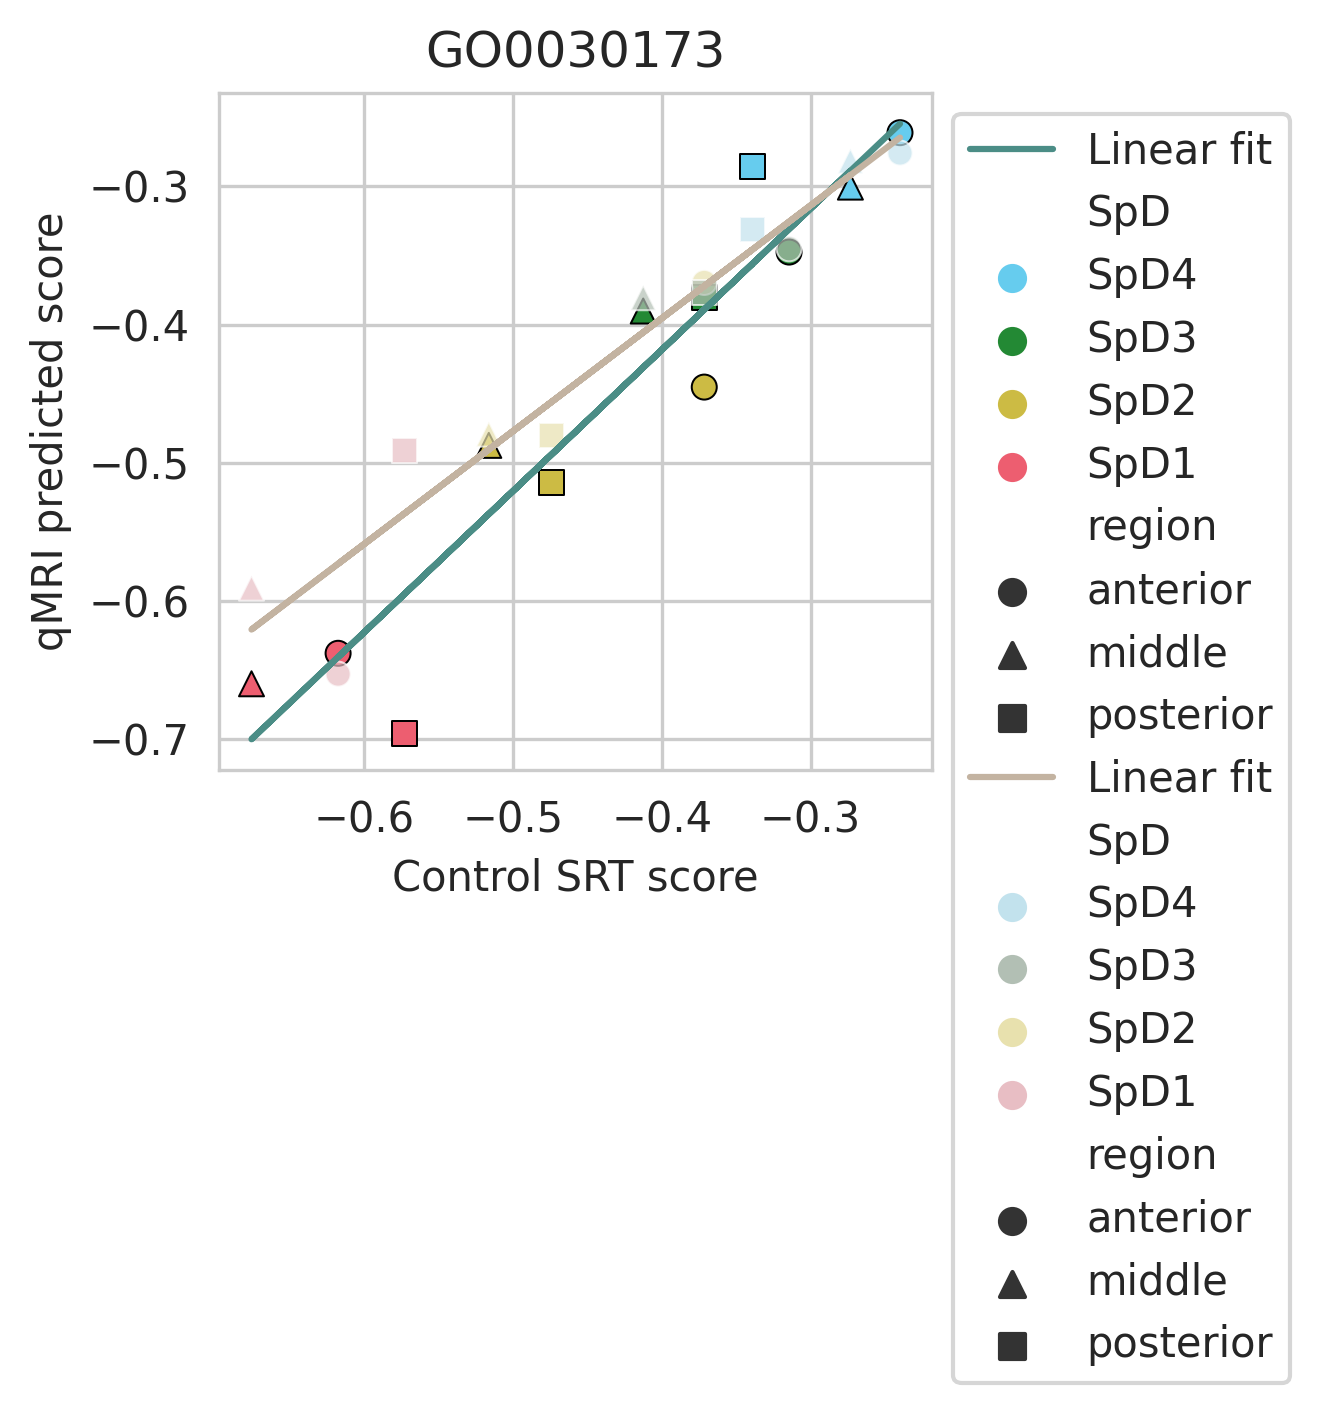 GO0030173
qMRI predicted score
−0.3
−0.4
−0.5
−0.6
−0.7
−0.6 −0.5 −0.4 −0.3
Control SRT score
Linear fit
SpD
SpD4
SpD3
SpD2
SpD1
region
anterior
middle
posterior
Linear fit
SpD
SpD4
SpD3
SpD2
SpD1
region
anterior
middle
posterior